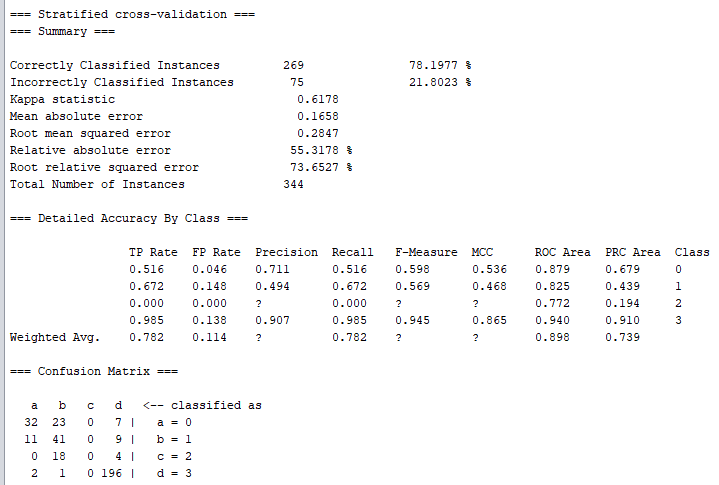 === Stratified cross-validation ===
=== Summary ===
Correctly Classified Instances 269 78.1977 %
Incorrectly Classified Instances 75 21.8023 %
Kappa statistic 0.6178
Mean absolute error 0.1658
Root mean squared error 0.2847
Relative absolute error 55.3178 %
Root relative squared error 73.6527 %
Total Number of Instances 344
=== Detailed Accuracy By Class ===
TP Rate FP Rate Precision Recall F-Measure MCC ROC Area PRC Area Class
0.516 0.046 0.711 0.516 0.598 0.536 0.879 0.679 0
0.672 0.148 0.494 0.672 0.569 0.468 0.825 0.439 1
0.000 0.000 ? 0.000 ? ? 0.772 0.194 2
0.985 0.138 0.907 0.985 0.945 0.865 0.940 0.910 3
Weighted Avg. 0.782 0.114 ? 0.782 ? ? 0.898 0.739
=== Confusion Matrix ===
a b c d <-- classified as
32 23 0 7 | a = 0
11 41 0 9 | b = 1
0 18 0 4 | c = 2
2 1 0 196 | d = 3